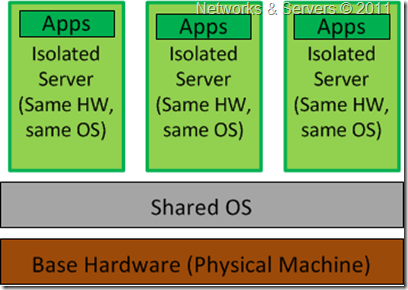 Networks & Servers © 2011
Apps
Isolated
Server
(Same HW,
same OS)
Apps
Isolated
Server
(Same HW,
same OS)
Apps
Isolated
Server
(Same HW,
same OS)
Shared OS
Base Hardware (Physical Machine)